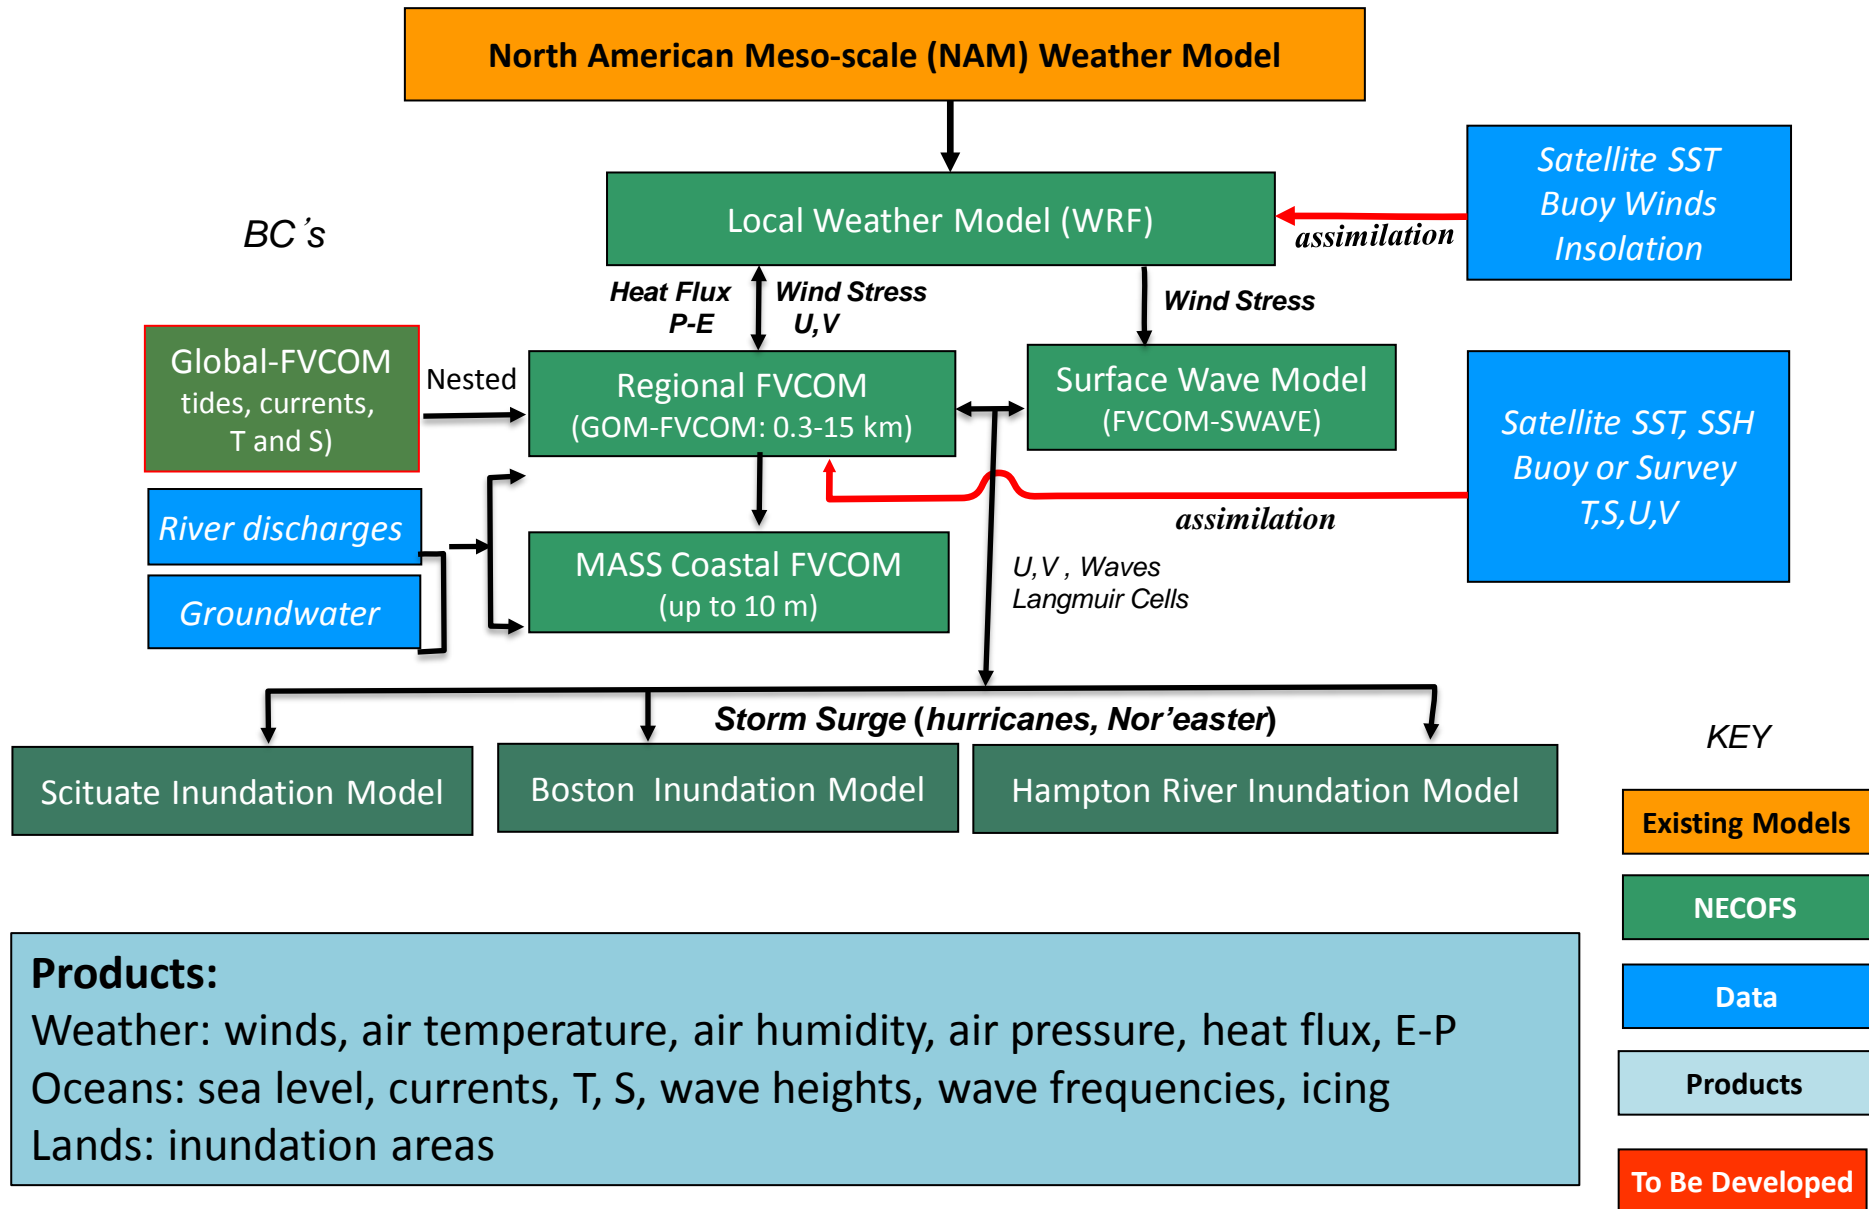 North American Meso-scale (NAM) Weather Model
Satellite SST
Buoy Winds
Insolation
Local Weather Model (WRF)
assimilation
BC´s
Heat Flux
P-E
Wind Stress
U,V
Wind Stress
Global-FVCOM
tides, currents,
T and S)
Nested
Regional FVCOM
(GOM-FVCOM: 0.3-15 km)
Surface Wave Model
(FVCOM-SWAVE)
Satellite SST, SSH
Buoy or Survey
T,S,U,V
assimilation
River discharges
Groundwater
MASS Coastal FVCOM
(up to 10 m)
U,V , Waves
Langmuir Cells
Storm Surge (hurricanes, Nor’easter)
Scituate Inundation Model
Boston Inundation Model
Hampton River Inundation Model
KEY
Existing Models
NECOFS
Data
Products
To Be Developed
Products:
Weather: winds, air temperature, air humidity, air pressure, heat flux, E-P
Oceans: sea level, currents, T, S, wave heights, wave frequencies, icing
Lands: inundation areas